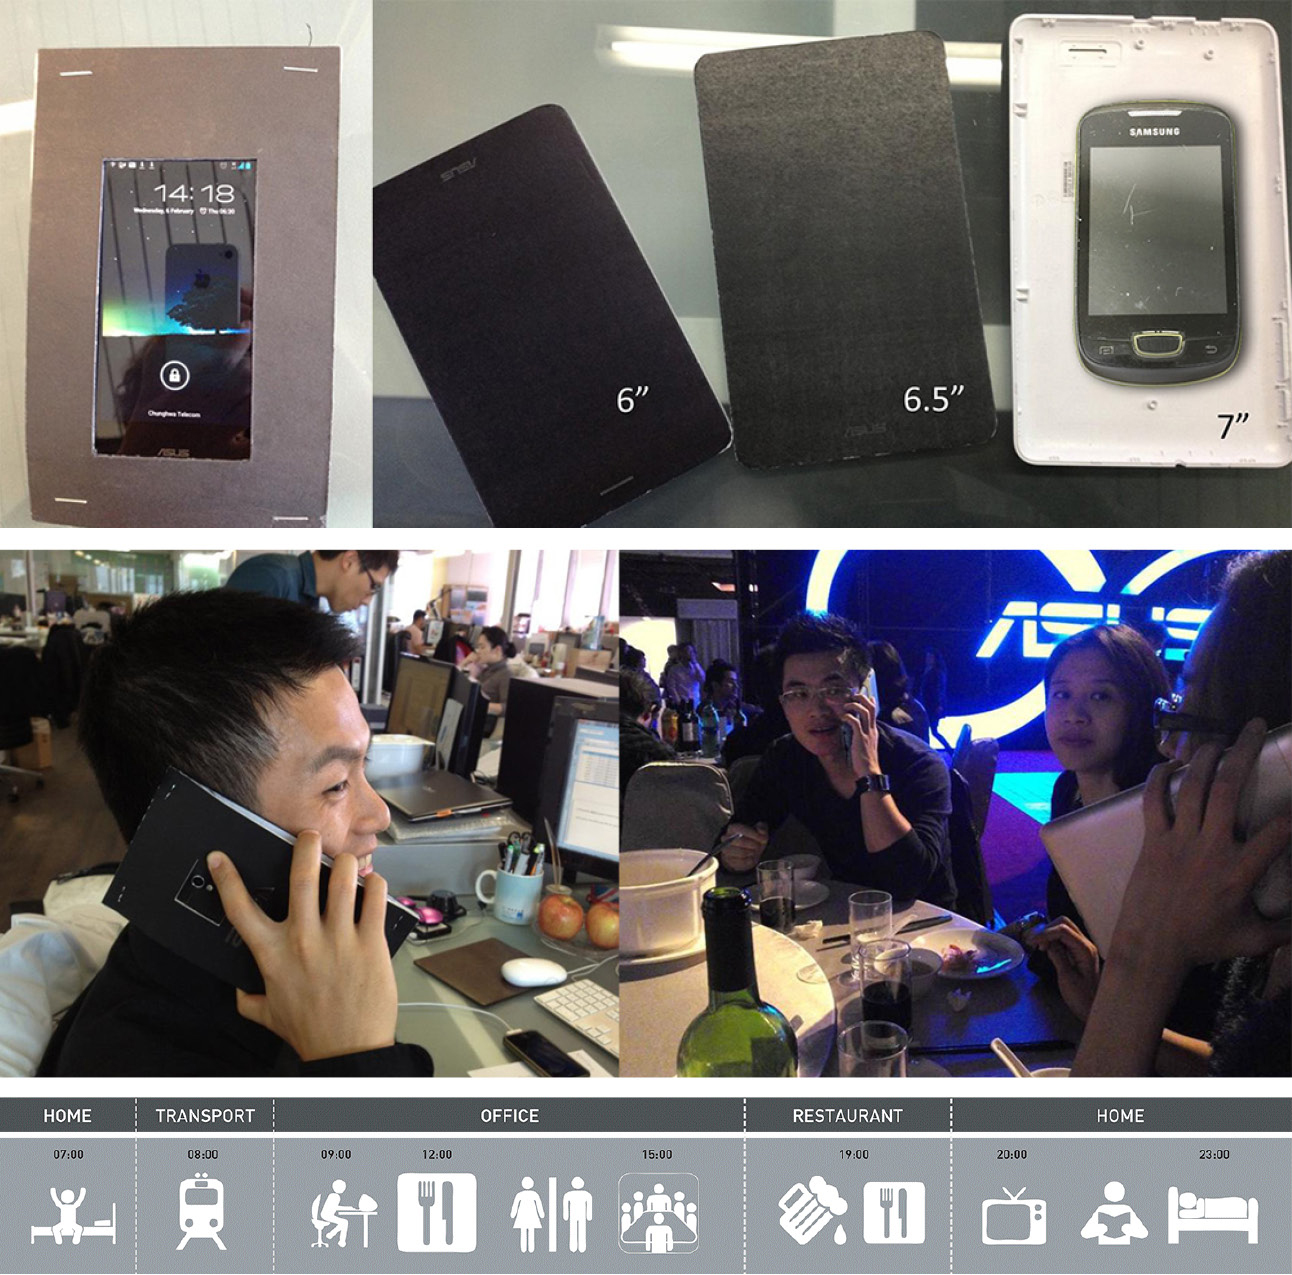 14:18
Wednesday, 6 February Thu 06:30
Chunghwa Telecom
ASUS
ASUS
6”
ASUS
6.5”
SAMSUNG
7”
ASUS
HOME
TRANSPORT
OFFICE
RESTAURANT
HOME
07:00
08:00
09:00
12:00
15:00
19:00
20:00
23:00